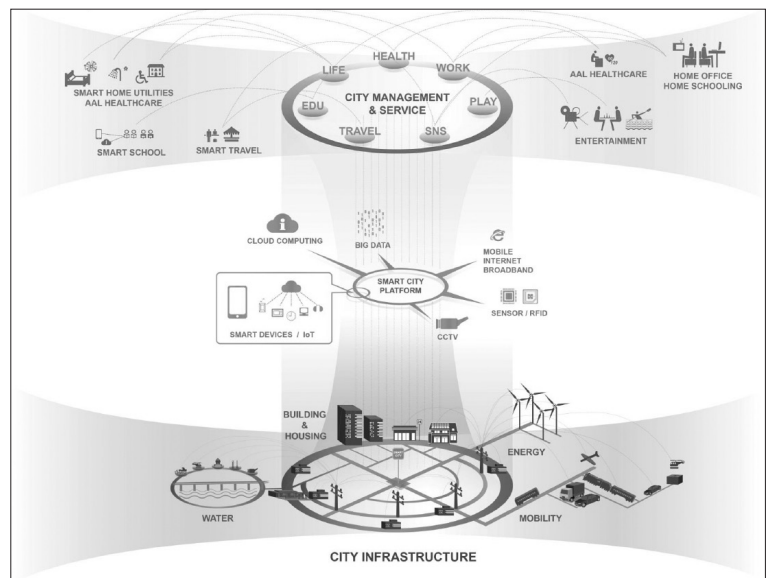 HEALTH
LIFE
WORK
EDU
CITY MANAGEMENT
& SERVICE
PLAY
TRAVEL
SNS
SMART HOME UTILITIES
AAL HEALTHCARE
SMART SCHOOL
SMART TRAVEL
AAL HEALTHCARE
HOME OFFICE
HOME SCHOOLING
ENTERTAINMENT
CLOUD COMPUTING
BIG DATA
MOBILE
INTERNET
BROADBAND
SMART CITY
PLATFORM
SMART DEVICES / IoT
SENSOR / RFID
CCTV
BUILDING
&
HOUSING
ENERGY
WATER
MOBILITY
CITY INFRASTRUCTURE